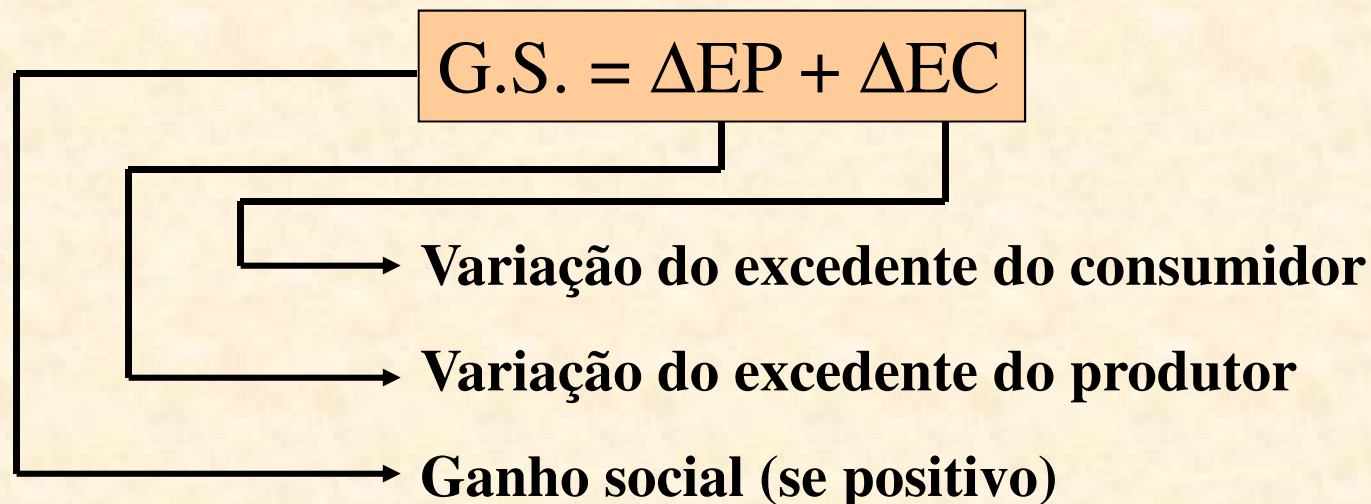 G.S. = ΔEP + ΔEC
Variação do excedente do consumidor
Variação do excedente do produtor
Ganho social (se positivo)